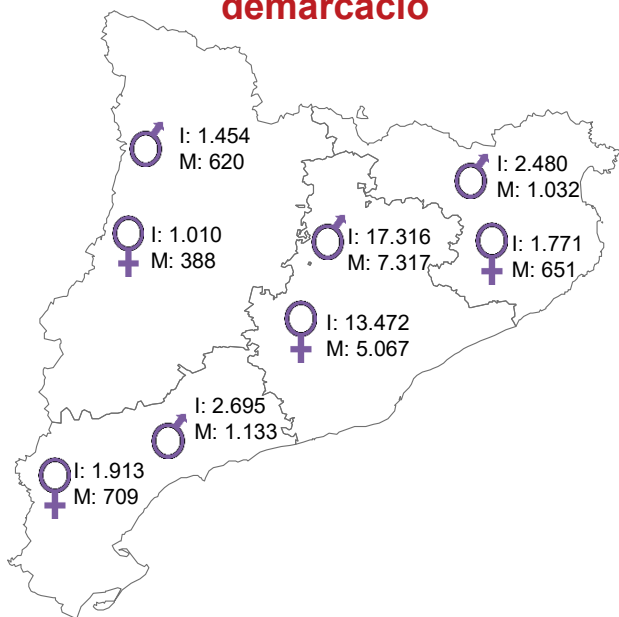 demarcació
I: 1.454
M: 620
I: 2.480
M: 1.032
I: 1.010
M: 388
I: 17.316
M: 7.317
I: 1.771
M: 651
I: 13.472
M: 5.067
I: 2.695
M: 1.133
I: 1.913
M: 709